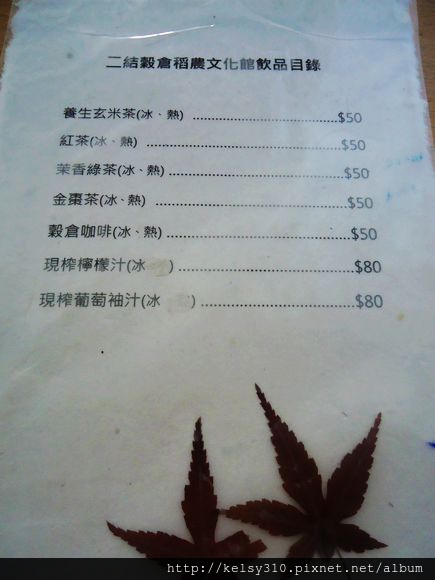 二結穀倉稻農文化館飲品目錄
養生玄米茶(冰、熱) ........................................$50
紅茶(冰、熱) ........................................................$50
茉香綠茶(冰、熱) ...................................................$50
金棗茶(冰、熱) ......................................................$50
穀倉咖啡(冰、熱) .....................................................$50
現榨檸檬汁(冰 ) .....................................................$80
現榨葡萄袖汁(冰 ) .............................................$80
http://kelsy310.pixnet.net/album